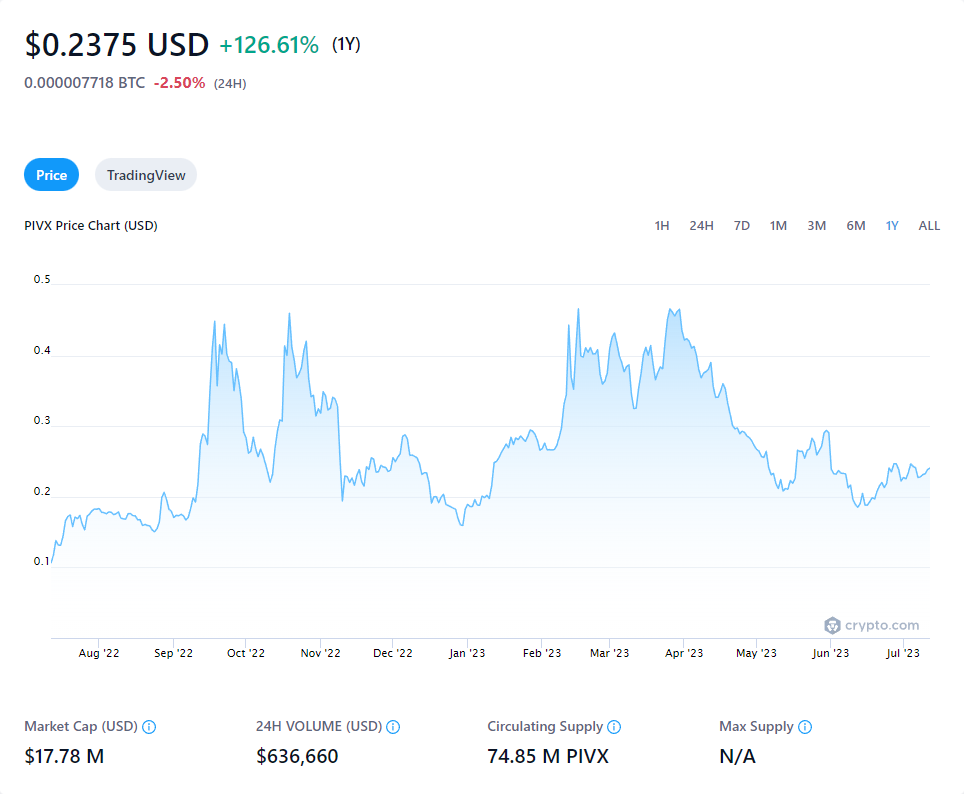 $0.2375 USD +126.61% (1Y)
0.000007718 BTC -2.50% (24H)
Price TradingView
PIVX Price Chart (USD) 1H 24H 7D 1M 3M 6M 1Y ALL
0.5
0.4
0.3
0.2
0.1
crypto.com
Aug '22 Sep '22 Oct '22 Nov '22 Dec '22 Jan '23 Feb '23 Mar '23 Apr '23 May '23 Jun '23 Jul '23
Market Cap (USD) 24H VOLUME (USD) Circulating Supply Max Supply
$17.78 M $636,660 74.85 M PIVX N/A